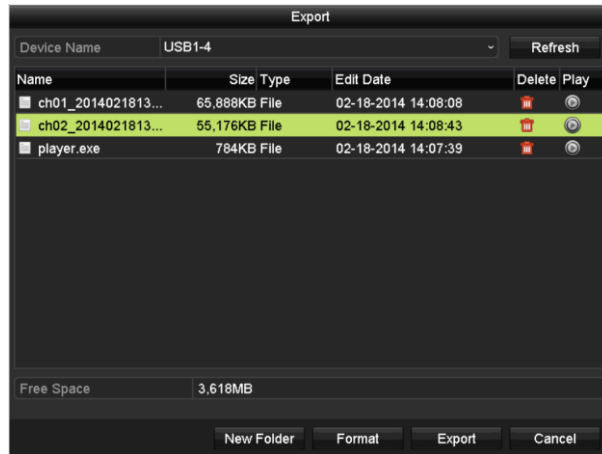 Export
Device Name USB1-4 Refresh
Name Size Type Edit Date Delete Play
ch01_2014021813... 65,888KB File 02-18-2014 14:08:08
ch02_2014021813... 55,176KB File 02-18-2014 14:08:43
player.exe 784KB File 02-18-2014 14:07:39
Free Space 3,618MB
New Folder Format Export Cancel